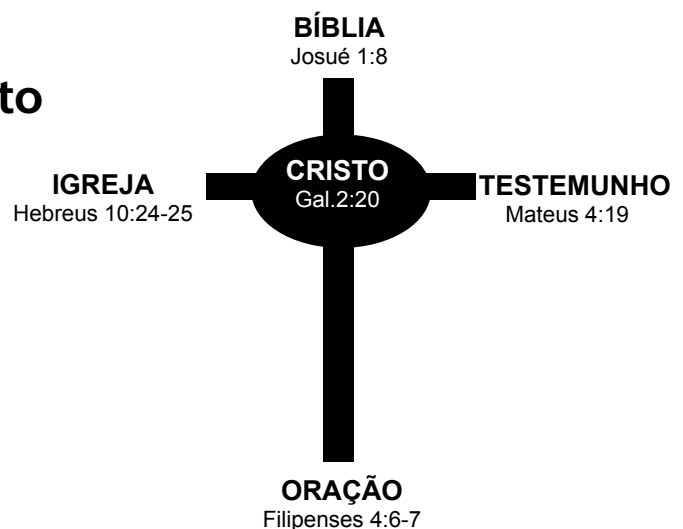 BÍBLIA
Josué 1:8
to
CRISTO
Gal.2:20
IGREJA
Hebreus 10:24-25
TESTEMUNHO
Mateus 4:19
ORAÇÃO
Filipenses 4:6-7